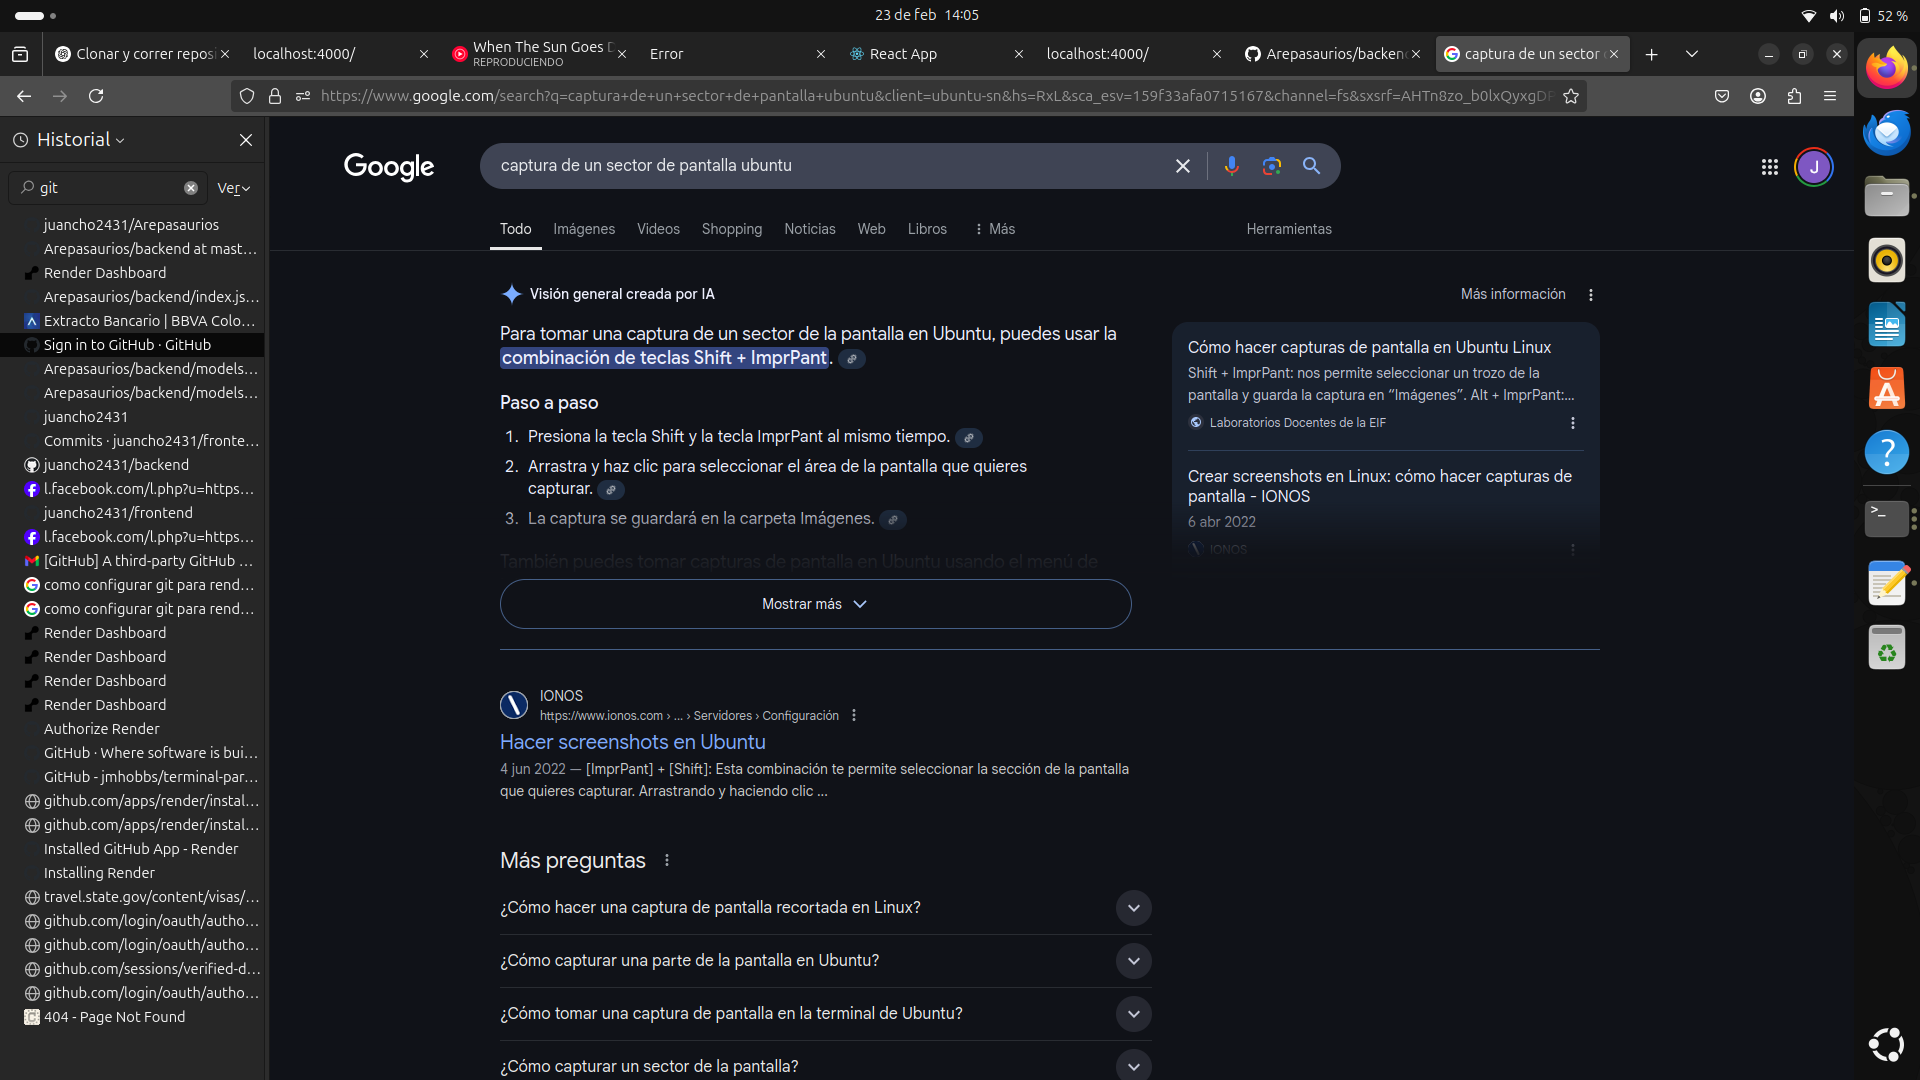 23 de feb 14:05
52 %
Clonar y correr reposi
localhost:4000/
When The Sun Goes D
REPRODUCIENDO
Error
React App
localhost:4000/
Arepasaurios/backend
captura de un sector
https://www.google.com/search?q=captura+de+un+sector+de+pantalla+ubuntu&client=ubuntu-sn&hs=RxL&sca_esv=159f33afa0715167&channel=fs&sxsrf=AHTn8zo_b0lxQyxgDP
Historial
git
Ver
juancho2431/Arepasaurios
Arepasaurios/backend at mast…
Render Dashboard
Arepasaurios/backend/index.js…
Extracto Bancario | BBVA Colo…
Sign in to GitHub · GitHub
Arepasaurios/backend/models…
Arepasaurios/backend/models…
juancho2431
Commits · juancho2431/fronte…
juancho2431/backend
l.facebook.com/l.php?u=https…
juancho2431/frontend
l.facebook.com/l.php?u=https…
[GitHub] A third-party GitHub …
como configurar git para rend…
como configurar git para rend…
Render Dashboard
Render Dashboard
Render Dashboard
Render Dashboard
Authorize Render
GitHub · Where software is bui…
GitHub - jmhobbs/terminal-par…
github.com/apps/render/instal…
github.com/apps/render/instal…
Installed GitHub App - Render
Installing Render
travel.state.gov/content/visas/…
github.com/login/oauth/autho…
github.com/login/oauth/autho…
github.com/sessions/verified-d…
github.com/login/oauth/autho…
404 - Page Not Found
Google
captura de un sector de pantalla ubuntu
J
Todo
Imágenes
Videos
Shopping
Noticias
Web
Libros
Más
Herramientas
Visión general creada por IA
Más información
Para tomar una captura de un sector de la pantalla en Ubuntu, puedes usar la
combinación de teclas Shift + ImprPant.
Paso a paso
1. Presiona la tecla Shift y la tecla ImprPant al mismo tiempo.
2. Arrastra y haz clic para seleccionar el área de la pantalla que quieres
capturar.
3. La captura se guardará en la carpeta Imágenes.
También puedes tomar capturas de pantalla en Ubuntu usando el menú de
Mostrar más
Cómo hacer capturas de pantalla en Ubuntu Linux
Shift + ImprPant: nos permite seleccionar un trozo de la
pantalla y guarda la captura en “Imágenes”. Alt + ImprPant:...
Laboratorios Docentes de la EIF
Crear screenshots en Linux: cómo hacer capturas de
pantalla - IONOS
6 abr 2022
IONOS
IONOS
https://www.ionos.com › ... › Servidores › Configuración
Hacer screenshots en Ubuntu
4 jun 2022 — [ImprPant] + [Shift]: Esta combinación te permite seleccionar la sección de la pantalla
que quieres capturar. Arrastrando y haciendo clic ...
Más preguntas
¿Cómo hacer una captura de pantalla recortada en Linux?
¿Cómo capturar una parte de la pantalla en Ubuntu?
¿Cómo tomar una captura de pantalla en la terminal de Ubuntu?
¿Cómo capturar un sector de la pantalla?